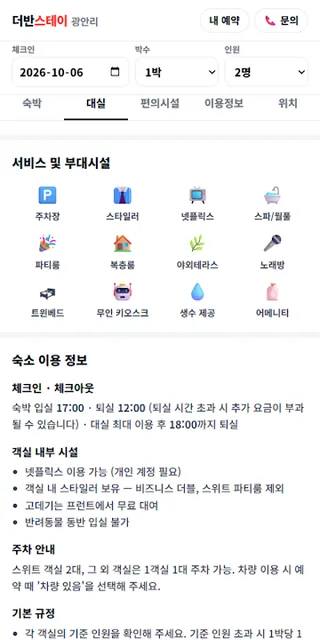 더반스테이 광안리
내 예약
문의
체크인
박수
인원
2026-10-06
1박
2명
숙박
대실
편의시설
이용정보
위치
서비스 및 부대시설
주차장
스타일러
넷플릭스
스파/월풀
파티룸
복층룸
야외테라스
노래방
트윈베드
무인 키오스크
생수 제공
어메니티
숙소 이용 정보
체크인 · 체크아웃
숙박 입실 17:00 · 퇴실 12:00 (퇴실 시간 초과 시 추가 요금이 부과
될 수 있습니다) · 대실 최대 이용 후 18:00까지 퇴실
객실 내부 시설
넷플릭스 이용 가능 (개인 계정 필요)
객실 내 스타일러 보유 — 비즈니스 더블, 스위트 파티룸 제외
고데기는 프런트에서 무료 대여
반려동물 동반 입실 불가
주차 안내
스위트 객실 2대, 그 외 객실은 1객실 1대 주차 가능. 차량 이용 시 예
약 때 '차량 있음'을 선택해 주세요.
기본 규정
각 객실의 기준 인원을 확인해 주세요. 기준 인원 초과 시 1박당 1